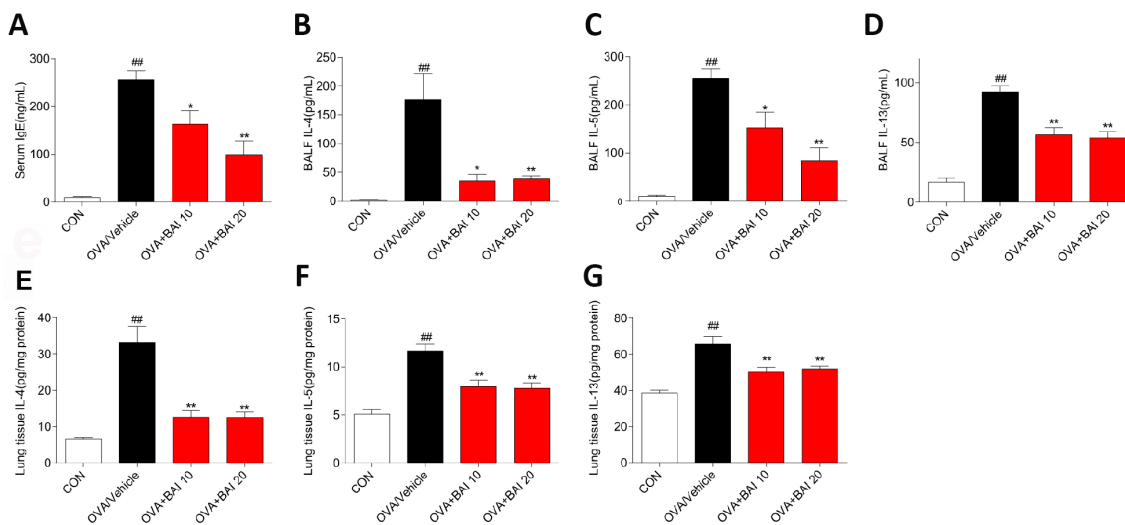 A
Serum IgE(ng/mL)
300
200
100
0
##
*
**
CON
OVA/Vehicle
OVA+BAI 10
OVA+BAI 20
B
BALF IL-4(pg/mL)
250
200
150
100
50
0
##
*
**
CON
OVA/Vehicle
OVA+BAI 10
OVA+BAI 20
C
BALF IL-5(pg/mL)
300
200
100
0
##
*
**
CON
OVA/Vehicle
OVA+BAI 10
OVA+BAI 20
D
BALF IL-13(pg/mL)
100
50
0
##
**
**
CON
OVA/Vehicle
OVA+BAI 10
OVA+BAI 20
E
Lung tissue IL-4(pg/mg protein)
40
30
20
10
0
##
**
**
CON
OVA/Vehicle
OVA+BAI 10
OVA+BAI 20
F
Lung tissue IL-5(pg/mg protein)
15
10
5
0
##
**
**
CON
OVA/Vehicle
OVA+BAI 10
OVA+BAI 20
G
Lung tissue IL-13(pg/mg protein)
80
60
40
20
0
##
**
**
CON
OVA/Vehicle
OVA+BAI 10
OVA+BAI 20